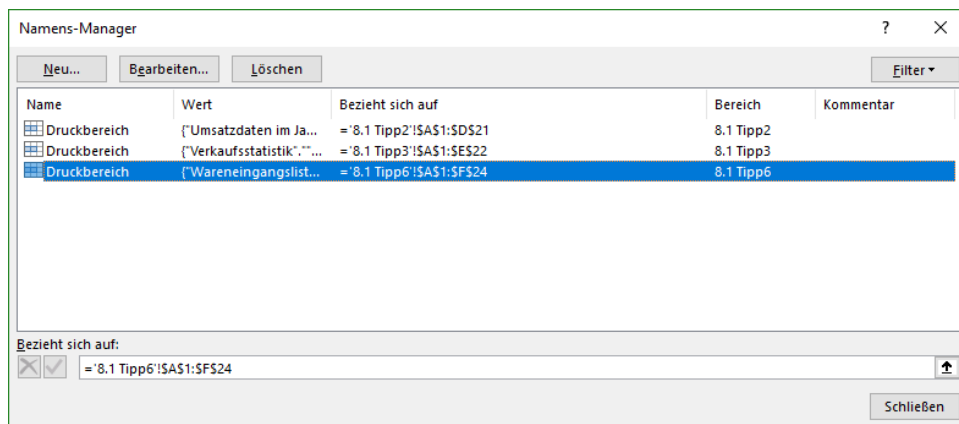 Namens-Manager ?
Neu... Bearbeiten... Löschen Filter
Name Wert Bezieht sich auf Bereich Kommentar
Druckbereich {"Umsatzdaten im Ja... ='8.1 Tipp2'!$A$1:$D$21 8.1 Tipp2
Druckbereich {"Verkaufsstatistik",""... ='8.1 Tipp3'!$A$1:$E$22 8.1 Tipp3
Druckbereich {"Wareneingangslist... ='8.1 Tipp6'!$A$1:$F$24 8.1 Tipp6
Bezieht sich auf:
='8.1 Tipp6'!$A$1:$F$24
Schließen